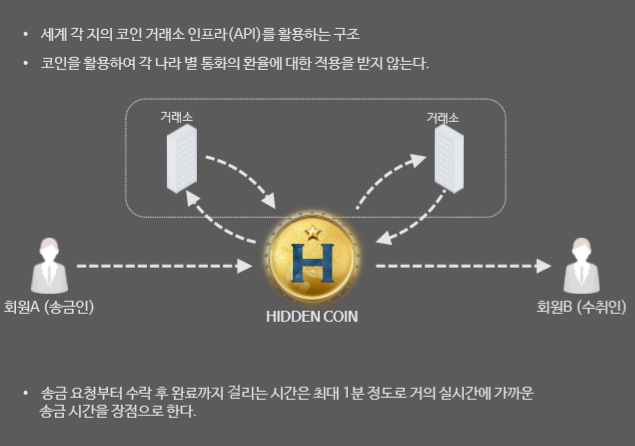 • 세계 각 지의 코인 거래소 인프라(API)를 활용하는 구조
• 코인을 활용하여 각 나라 별 통화의 환율에 대한 적용을 받지 않는다.
거래소
거래소
H
회원A (송금인)
HIDDEN COIN
회원B (수취인)
• 송금 요청부터 수락 후 완료까지 걸리는 시간은 최대 1분 정도로 거의 실시간에 가까운
송금 시간을 장점으로 한다.